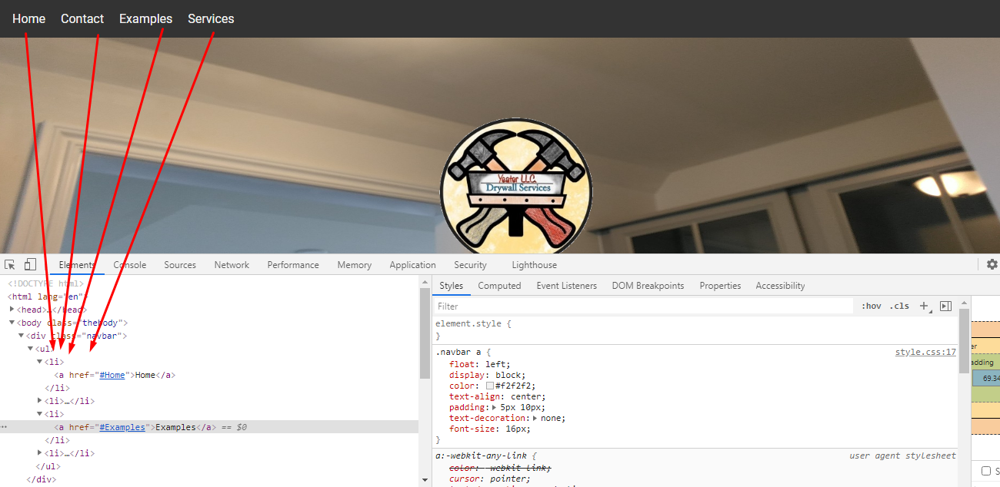 Home Contact Examples Services
Yeater LLC.
Drywall Services
Elements Console Sources Network Performance Memory Application Security Lighthouse
<!DOCTYPE html>
<html lang="en">
<head>…</head>
<body class="thebody">
<div class="navbar">
<ul>
<li>
<a href="#Home">Home</a>
</li>
<li>…</li>
<li>
<a href="#Examples">Examples</a> == $0
</li>
<li>…</li>
</ul>
</div>
Styles Computed Event Listeners DOM Breakpoints Properties Accessibility
Filter :hov .cls +
element.style {
}
.navbar a { style.css:17
float: left;
display: block;
color: #f2f2f2;
text-align: center;
padding: 5px 10px;
text-decoration: none;
font-size: 16px;
}
a:-webkit-any-link { user agent stylesheet
color: -webkit-link;
cursor: pointer;
er
adding
69.34
S